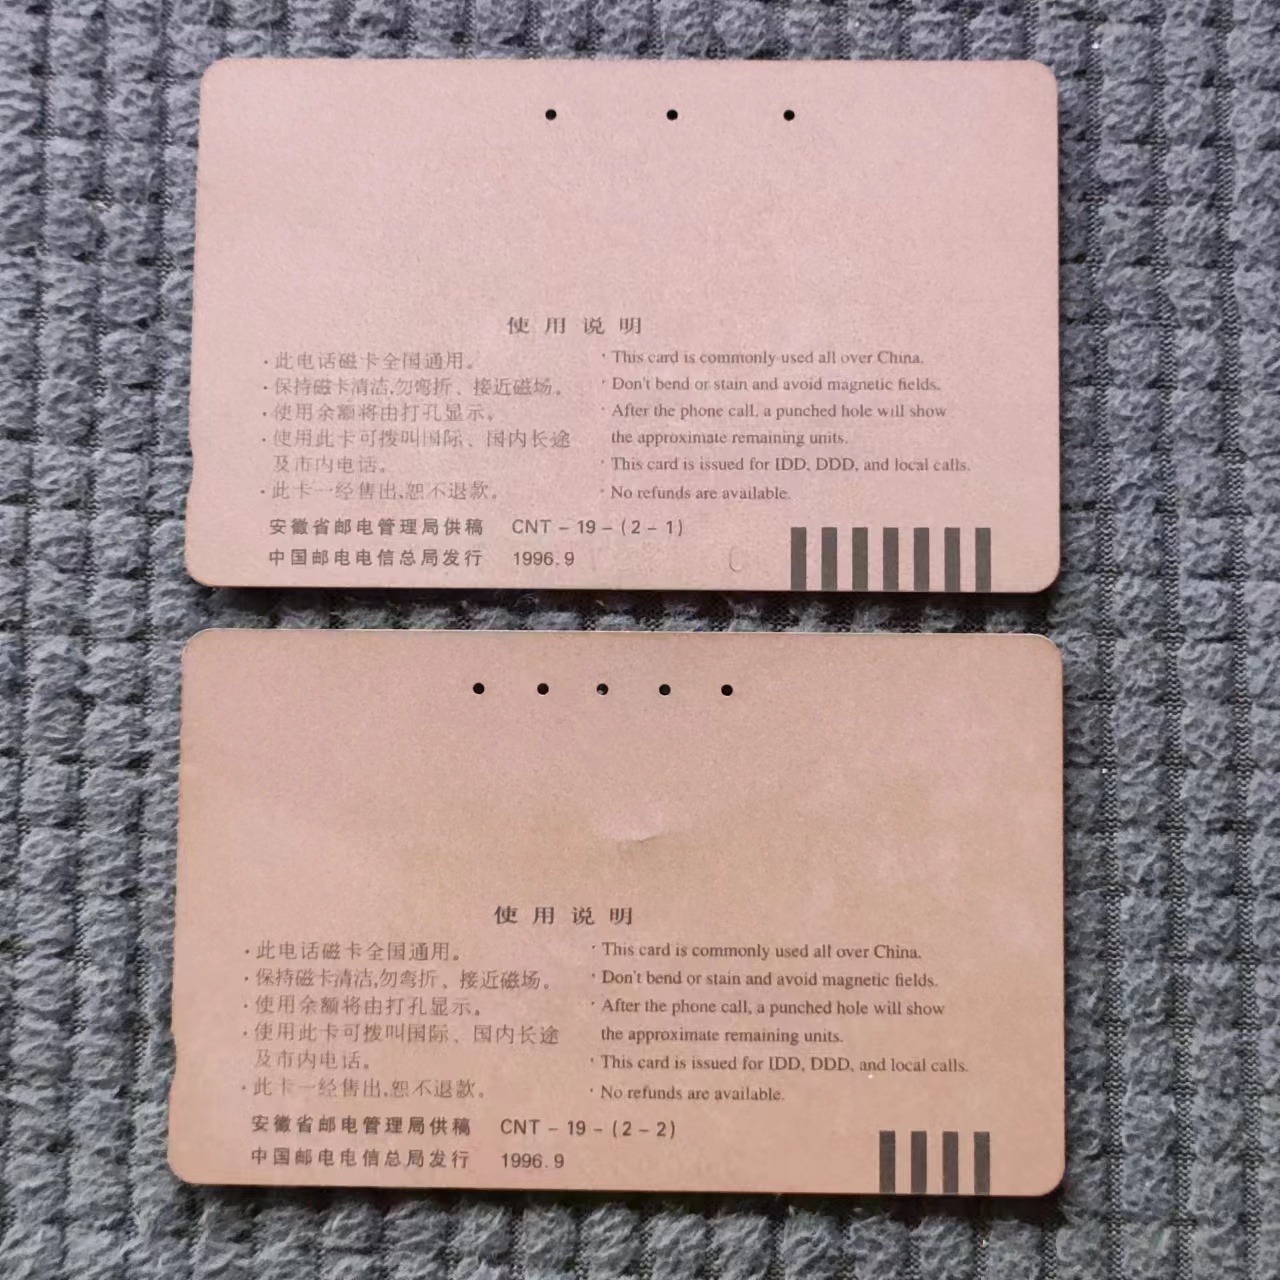 使用说明
·此电话磁卡全国通用。
·保持磁卡清洁,勿弯折、接近磁场。
·使用余额将由打孔显示。
·使用此卡可拨叫国际、国内长途
及市内电话。
·此卡一经售出,恕不退款。
·This card is commonly used all over China.
·Don't bend or stain and avoid magnetic fields.
·After the phone call, a punched hole will show
the approximate remaining units.
·This card is issued for IDD, DDD, and local calls.
·No refunds are available.
安徽省邮电管理局供稿 CNT-19-(2-1)
中国邮电电信总局发行 1996.9
使用说明
·此电话磁卡全国通用。
·保持磁卡清洁,勿弯折、接近磁场。
·使用余额将由打孔显示。
·使用此卡可拨叫国际、国内长途
及市内电话。
·此卡一经售出,恕不退款。
·This card is commonly used all over China.
·Don't bend or stain and avoid magnetic fields.
·After the phone call, a punched hole will show
the approximate remaining units.
·This card is issued for IDD, DDD, and local calls.
·No refunds are available.
安徽省邮电管理局供稿 CNT-19-(2-2)
中国邮电电信总局发行 1996.9